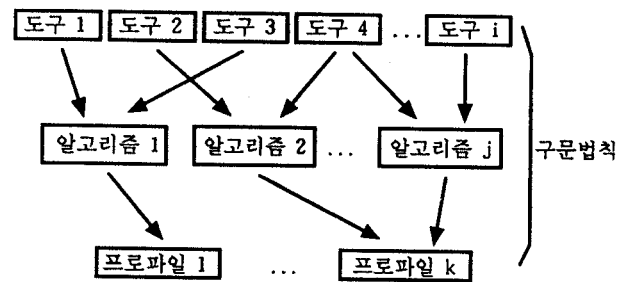 도구 1 도구 2 도구 3 도구 4 ... 도구 i
알고리즘 1 알고리즘 2 ... 알고리즘 j 구문법칙
프로파일 1 ... 프로파일 k